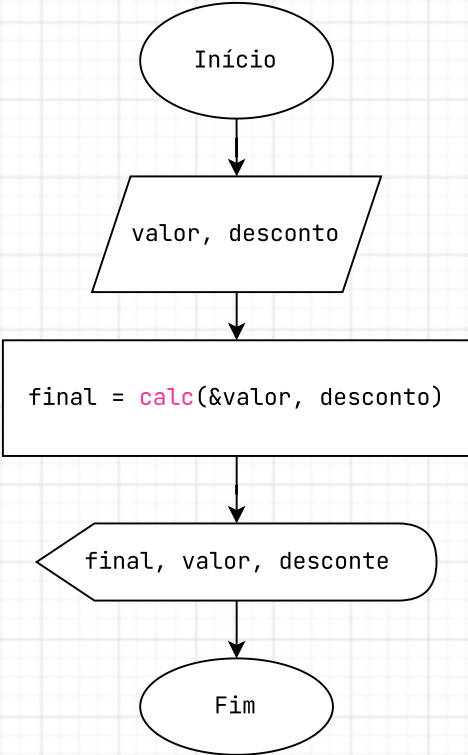 Início
valor, desconto
final = calc(&valor, desconto)
final, valor, desconte
Fim